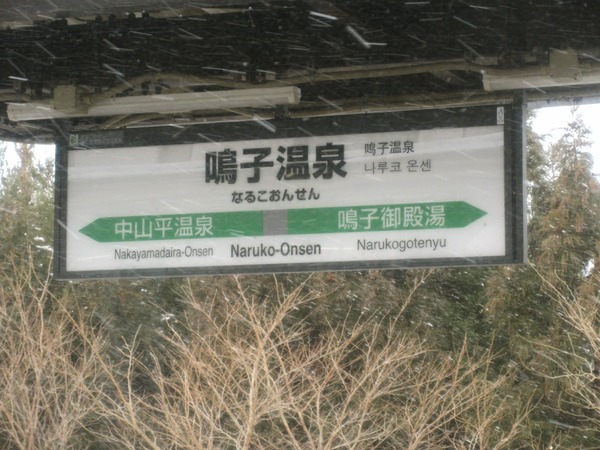 鳴子温泉
鸣子温泉
나루코 온센
なるこおんせん
中山平温泉
鳴子御殿湯
Nakayamadaira-Onsen
Naruko-Onsen
Narukogotenyu